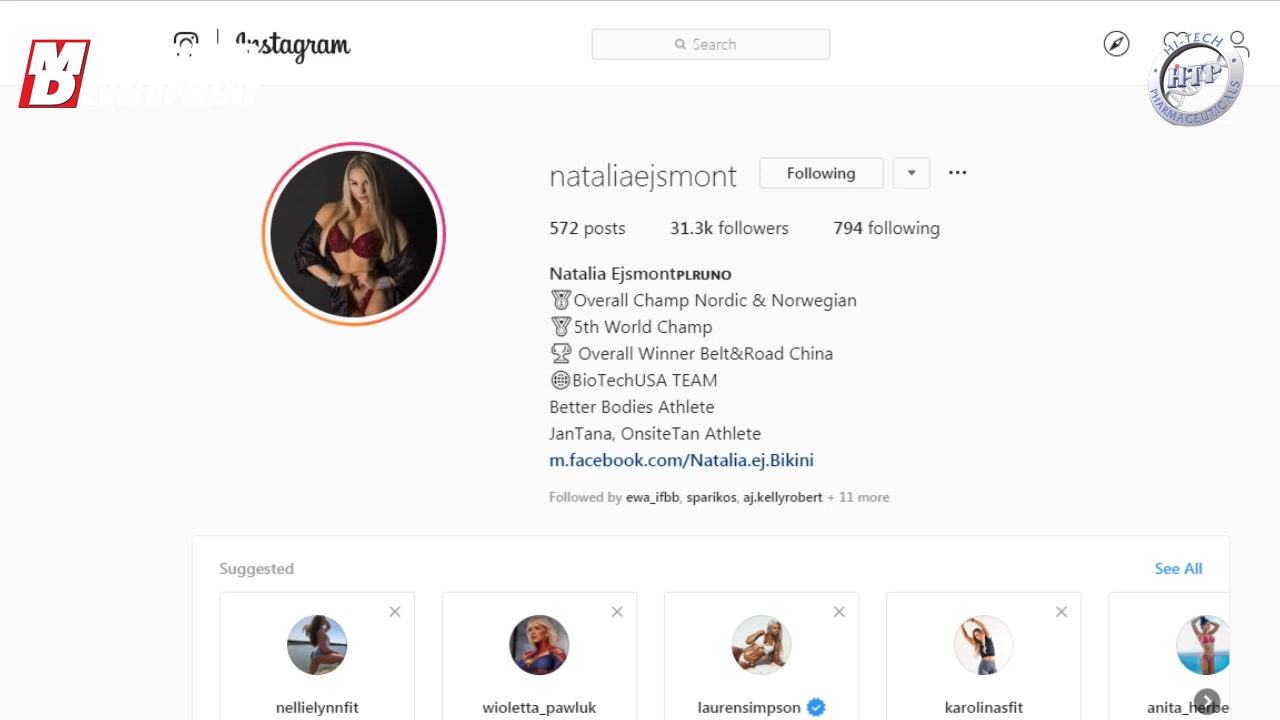 Instagram
Search
MD
EVELOPMENT
HI-TECH
HTP
PHARMACEUTICALS
nataliaejsmont
Following
572 posts 31.3k followers 794 following
Natalia EjsmontPLRUNO
Overall Champ Nordic & Norwegian
5th World Champ
Overall Winner Belt&Road China
BioTechUSA TEAM
Better Bodies Athlete
JanTana, OnsiteTan Athlete
m.facebook.com/Natalia.ej.Bikini
Followed by ewa_ifbb, sparikos, aj.kellyrobert + 11 more
Suggested See All
nellielynnfit wioletta_pawluk laurensimpson karolinasfit anita_herbe